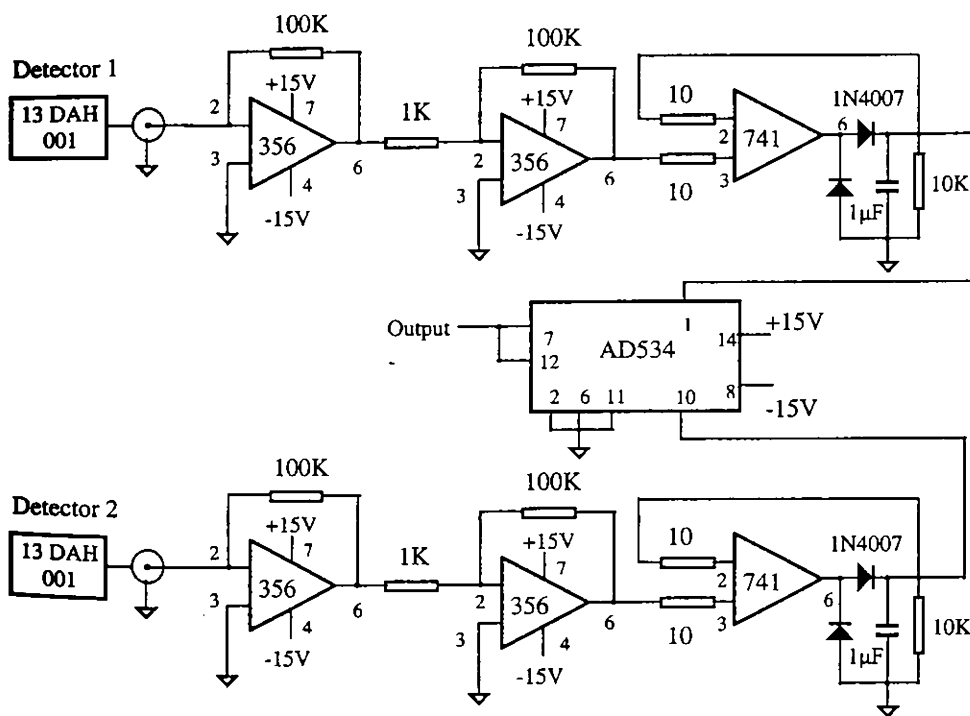 100K
100K
Detector 1
+15V
+15V
10
1N4007
13 DAH
001
2
7
1K
7
2
741
6
356
2
356
3
6
3
6
10
3
4
4
1µF
10K
-15V
-15V
Output
7
1
+15V
12
AD534
14
2
6
11
10
8
-15V
100K
100K
Detector 2
+15V
+15V
10
1N4007
13 DAH
001
2
7
1K
7
2
741
356
2
356
6
3
6
3
6
10
3
4
4
1µF
10K
-15V
-15V